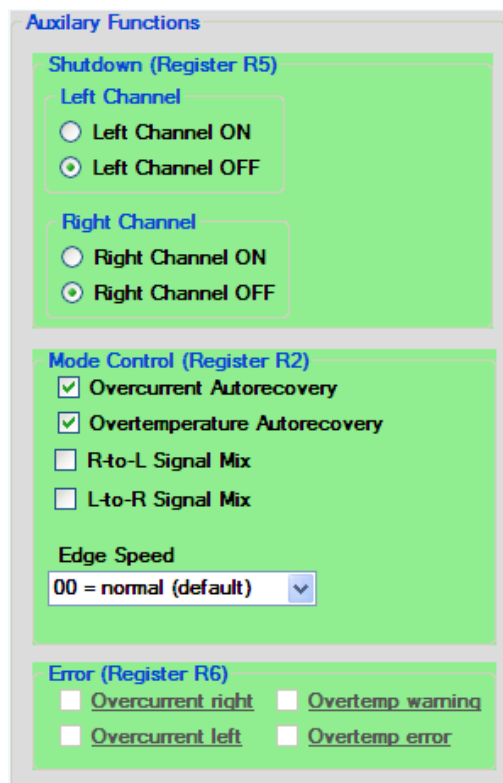 Auxilary Functions
Shutdown (Register R5)
Left Channel
Left Channel ON
Left Channel OFF
Right Channel
Right Channel ON
Right Channel OFF
Mode Control (Register R2)
Overcurrent Autorecovery
Overtemperature Autorecovery
R-to-L Signal Mix
L-to-R Signal Mix
Edge Speed
00 = normal (default)
Error (Register R6)
Overcurrent right Overtemp warning
Overcurrent left Overtemp error